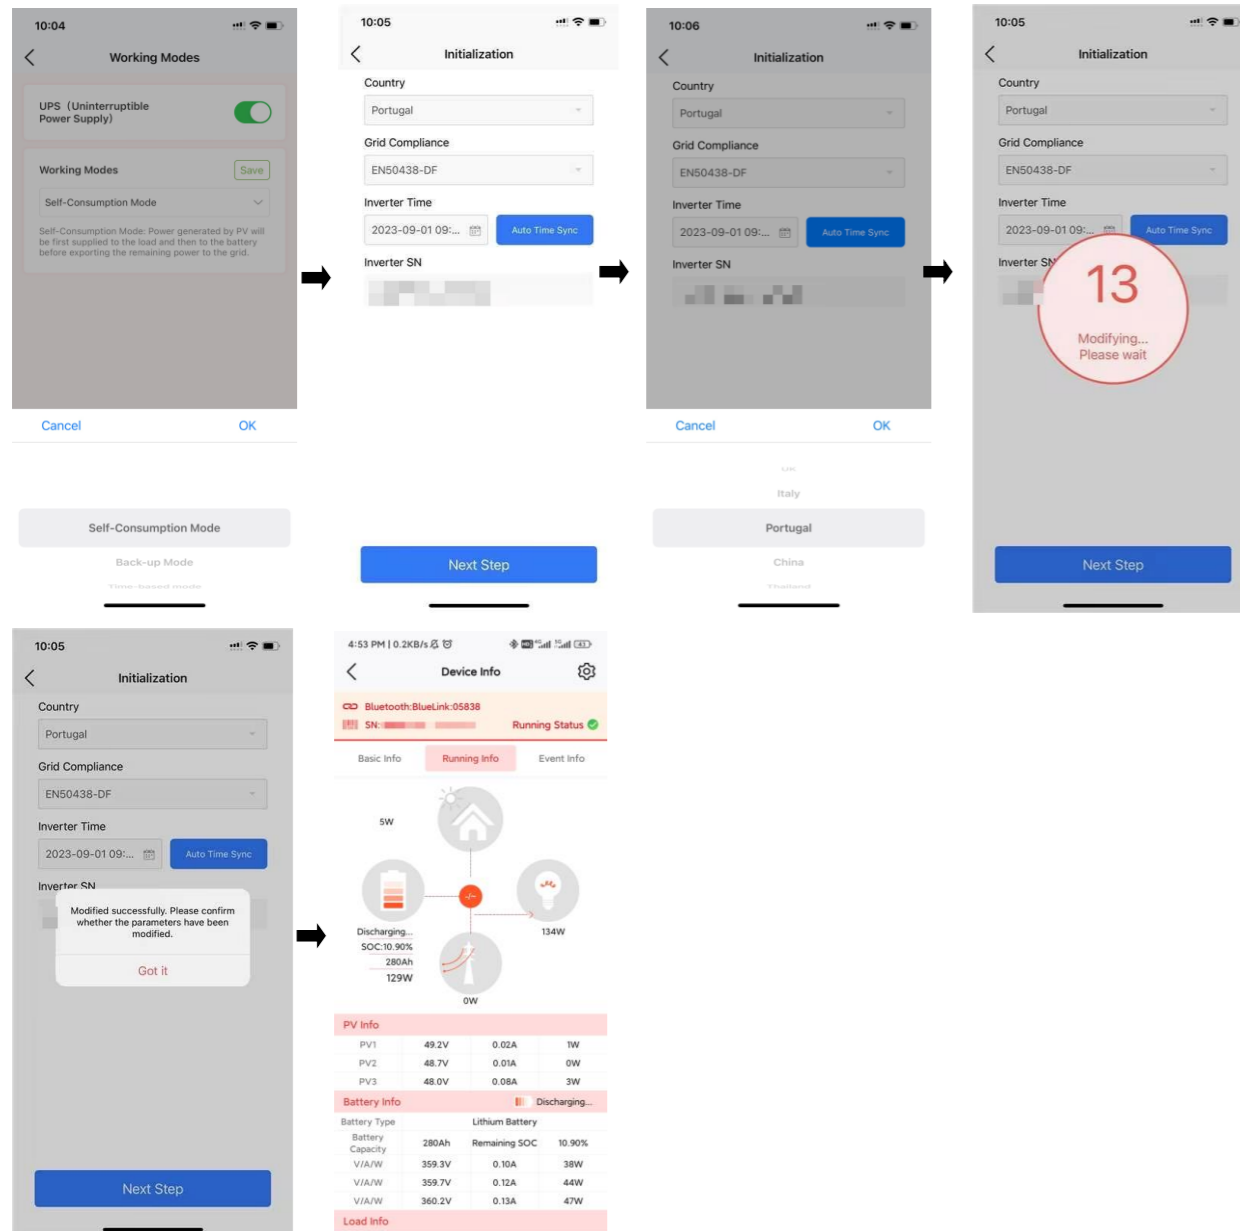 10:04
Working Modes
UPS (Uninterruptible
Power Supply)
Working Modes
Save
Self-Consumption Mode
Self-Consumption Mode: Power generated by PV will
be first supplied to the load and then to the battery
before exporting the remaining power to the grid.
Cancel
OK
Self-Consumption Mode
Back-up Mode
Time-based mode
10:05
Initialization
Country
Portugal
Grid Compliance
EN50438-DF
Inverter Time
2023-09-01 09:...
Auto Time Sync
Inverter SN
Next Step
10:06
Initialization
Country
Portugal
Grid Compliance
EN50438-DF
Inverter Time
2023-09-01 09:...
Auto Time Sync
Inverter SN
Cancel
OK
UK
Italy
Portugal
China
Thailand
10:05
Initialization
Country
Portugal
Grid Compliance
EN50438-DF
Inverter Time
2023-09-01 09:...
Auto Time Sync
Inverter SN
13
Modifying...
Please wait
Next Step
10:05
Initialization
Country
Portugal
Grid Compliance
EN50438-DF
Inverter Time
2023-09-01 09:...
Auto Time Sync
Inverter SN
Modified successfully. Please confirm
whether the parameters have been
modified.
Got it
Next Step
4:53 PM | 0.2KB/s
Device Info
Bluetooth:BlueLink:05838
SN:
Running Status
Basic Info
Running Info
Event Info
5W
Discharging...
SOC:10.90%
280Ah
129W
134W
0W
PV Info
PV1 49.2V 0.02A 1W
PV2 48.7V 0.01A 0W
PV3 48.0V 0.08A 3W
Battery Info Discharging...
Battery Type Lithium Battery
Battery
Capacity 280Ah Remaining SOC 10.90%
V/A/W 359.3V 0.10A 38W
V/A/W 359.7V 0.12A 44W
V/A/W 360.2V 0.13A 47W
Load Info